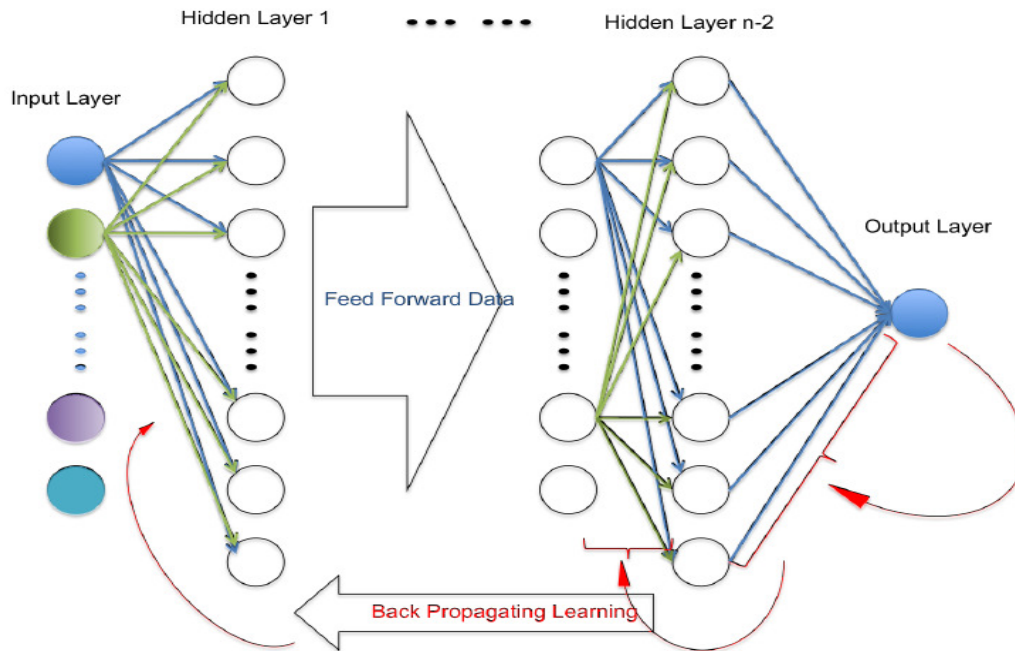 Hidden Layer 1
Hidden Layer n-2
Input Layer
Output Layer
Feed Forward Data
Back Propagating Learning